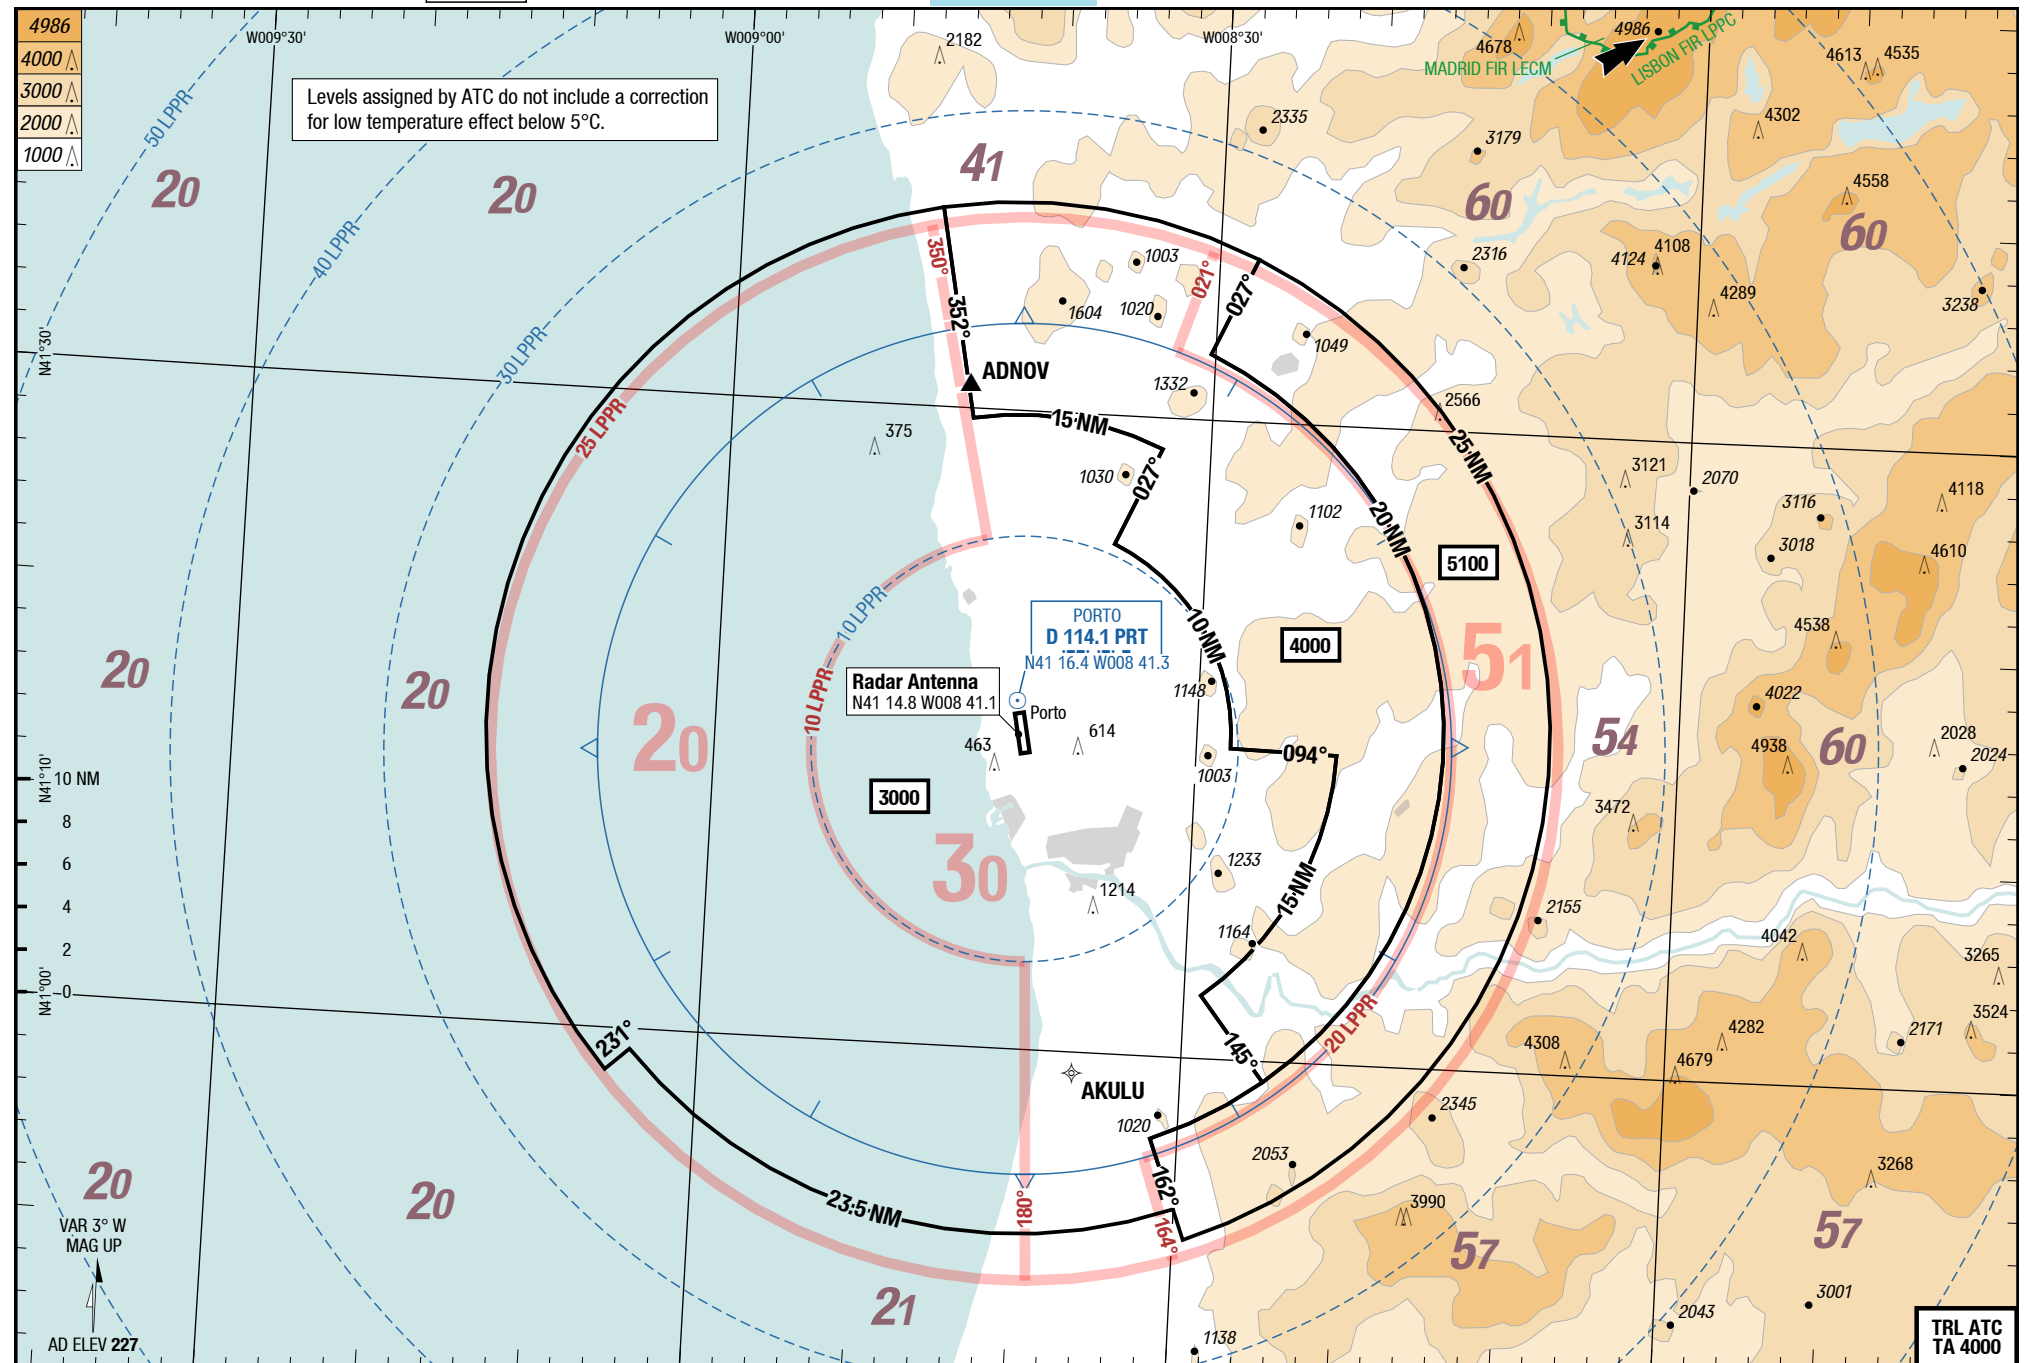 4986
4000
3000
2000
1000
W009°30'
W009°00'
W008°30'
Levels assigned by ATC do not include a correction
for low temperature effect below 5°C.
2182
4678
4986
MADRID FIR LECM
LISBON FIR LPPC
4613
4535
50 LPPR
2335
3179
4302
20
20
41
60
4558
60
40 LPPR
350°
1003
021°
027°
2316
4108
4124
4289
3238
352°
1604
1020
N41°30'
30 LPPR
1049
ADNOV
1332
2566
25 LPPR
15 NM
375
25 NM
1030
027°
3121
2070
4118
3116
1102
20 NM
3114
3018
4610
5100
10 LPPR
PORTO
D 114.1 PRT
N41 16.4 W008 41.3
10 NM
4000
51
4538
20
20
10 LPPR
Radar Antenna
N41 14.8 W008 41.1
1148
4022
Porto
20
463
614
094°
54
4938
60
2028
2024
1003
N41°10'
10 NM
3000
3472
8
6
30
1233
1214
15 NM
4
2155
2
1164
4042
3265
N41°00'
0
20 LPPR
3524
231°
145°
4308
4282
4679
2171
AKULU
1020
2345
2053
3268
20
20
162°
3990
23.5 NM
180°
164°
57
57
VAR 3° W
MAG UP
21
3001
2043
AD ELEV 227
1138
TRL ATC
TA 4000